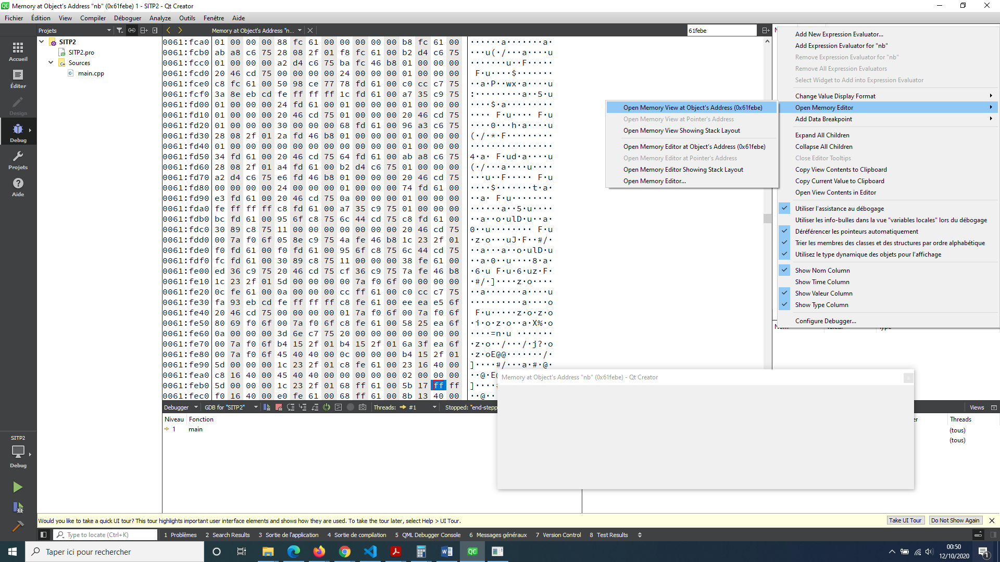 Memory at Object's Address "nb" (0x61febe) 1 - SITP2 - Qt Creator
Fichier Édition View Compiler Déboguer Analyze Outils Fenêtre Aide
Projets
Memory at Object's Address "n...
61febe
SITP2
SITP2.pro
Sources
main.cpp
Accueil
Éditer
Design
Debug
Projets
Aide
0061:fca0 01 00 00 00 88 fc 61 00 00 00 00 00 b8 fc 61 00
0061:fcb0 ab a8 c6 75 28 08 2f 01 f8 fc 61 00 b2 d4 c6 75
0061:fcc0 01 00 00 00 a2 d4 c6 75 ba fc 46 b8 01 00 00 00
0061:fcd0 20 46 cd 75 00 00 00 00 24 00 00 00 01 00 00 00
0061:fce0 c8 fc 61 00 50 98 ce 77 78 fd 61 00 c0 cc c7 75
0061:fcf0 3a 8e eb cd fe ff ff ff 1c fd 61 00 a7 35 c9 75
0061:fd00 01 00 00 00 24 fd 61 00 01 00 00 00 01 00 00 00
0061:fd10 01 00 00 00 20 46 cd 75 01 00 00 00 20 46 cd 75
0061:fd20 01 00 00 00 30 00 00 00 68 fd 61 00 96 a3 c6 75
0061:fd30 28 08 2f 01 2a fd 46 b8 01 00 00 00 01 00 00 00
0061:fd40 01 00 00 00 00 00 00 00 00 00 00 00 01 00 00 00
0061:fd50 34 fd 61 00 20 46 cd 75 64 fd 61 00 ab a8 c6 75
0061:fd60 28 08 2f 01 a4 fd 61 00 b2 d4 c6 75 01 00 00 00
0061:fd70 a2 d4 c6 75 e6 fd 46 b8 01 00 00 00 20 46 cd 75
0061:fd80 00 00 00 00 24 00 00 00 01 00 00 00 74 fd 61 00
0061:fd90 e3 fd 61 00 20 46 cd 75 0a 00 00 00 01 00 00 00
0061:fda0 fe ff ff ff c8 fd 61 00 a7 35 c9 75 01 00 00 00
0061:fdb0 bc fd 61 00 95 6f c8 75 6c 44 cd 75 c8 fd 61 00
0061:fdc0 30 89 c8 75 11 00 00 00 00 00 00 00 20 46 cd 75
0061:fdd0 00 7a f0 6f 05 8e c9 75 4a fe 46 b8 1c 23 2f 01
0061:fde0 f0 fd 61 00 f0 fd 61 00 95 6f c8 75 6c 44 cd 75
0061:fdf0 fc fd 61 00 30 89 c8 75 11 00 00 00 38 fe 61 00
0061:fe00 ed 36 c9 75 20 46 cd 75 cf 36 c9 75 7a fe 46 b8
0061:fe10 1c 23 2f 01 5d 00 00 00 00 7a f0 6f 00 00 00 00
0061:fe20 0c fe 61 00 0a 00 00 00 cc ff 61 00 c0 cc c7 75
0061:fe30 fa 93 eb cd fe ff ff ff c8 fe 61 00 ee ea e5 6f
0061:fe40 20 46 cd 75 00 00 00 00 01 7a f0 6f 00 7a f0 6f
0061:fe50 80 69 f0 6f 00 7a f0 6f c8 fe 61 00 58 25 ea 6f
0061:fe60 0a 00 00 00 3d 6e c7 75 20 00 00 00 00 00 00 00
0061:fe70 00 7a f0 6f b4 15 2f 01 b4 15 2f 01 6a 3f ea 6f
0061:fe80 00 7a f0 6f 45 40 40 00 0c 00 00 00 b4 15 2f 01
0061:fe90 5d 00 00 00 1c 23 2f 01 c8 fe 61 00 23 16 40 00
0061:fea0 c8 16 40 00 45 40 40 00 00 00 00 00 02 00 00 00
0061:feb0 5d 00 00 00 1c 23 2f 01 68 ff 61 00 5b 17 ff ff
0061:fec0 f0 16 40 00 e0 fe 61 00 68 ff 61 00 8b 13 40 00
Add New Expression Evaluator...
Add Expression Evaluator for "nb"
Remove Expression Evaluator for "nb"
Remove All Expression Evaluators
Select Widget to Add into Expression Evaluator
Change Value Display Format
Open Memory Editor
Add Data Breakpoint
Expand All Children
Collapse All Children
Close Editor Tooltips
Copy View Contents to Clipboard
Copy Current Value to Clipboard
Open View Contents in Editor
Utiliser l'assistance au débogage
Utiliser les info-bulles dans la vue "variables locales" lors du débogage
Déréférencer les pointeurs automatiquement
Trier les membres des classes et des structures par ordre alphabétique
Utilisez le type dynamique des objets pour l'affichage
Show Nom Column
Show Time Column
Show Valeur Column
Show Type Column
Configure Debugger...
Open Memory View at Object's Address (0x61febe)
Open Memory View at Pointer's Address
Open Memory View Showing Stack Layout
Open Memory Editor at Object's Address (0x61febe)
Open Memory Editor at Pointer's Address
Open Memory Editor Showing Stack Layout
Open Memory Editor...
Memory at Object's Address "nb" (0x61febe) - Qt Creator
Debugger GDB for "SITP2" Threads: #1 Stopped: "end-stepp Views
Niveau Fonction
1 main
Threads
(tous)
(tous)
SITP2
Debug
Would you like to take a quick UI tour? This tour highlights important user interface elements and shows how they are used. To take the tour later, select Help > UI Tour.
Take UI Tour Do Not Show Again
Type to locate (Ctrl+K) 1 Problèmes 2 Search Results 3 Sortie de l'application 4 Sortie de compilation 5 QML Debugger Console 6 Messages généraux 7 Version Control 8 Test Results
Taper ici pour rechercher
00:50
12/10/2020
1